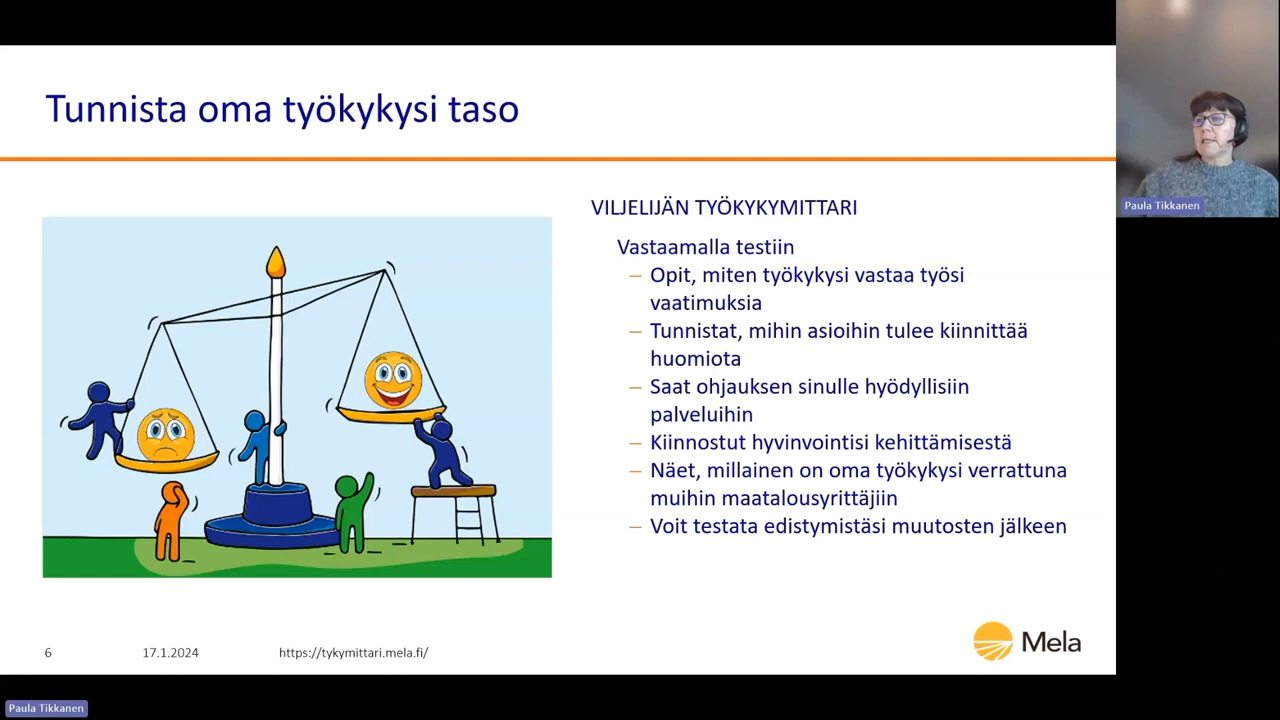 Tunnista oma työkykysi taso
VILJELIJÄN TYÖKYKYMITTARI
Vastaamalla testiin
– Opit, miten työkykysi vastaa työsi
vaatimuksia
– Tunnistat, mihin asioihin tulee kiinnittää
huomiota
– Saat ohjauksen sinulle hyödyllisiin
palveluihin
– Kiinnostut hyvinvointisi kehittämisestä
– Näet, millainen on oma työkykysi verrattuna
muihin maatalousyrittäjiin
– Voit testata edistymistäsi muutosten jälkeen
6 17.1.2024 https://tykymittari.mela.fi/
Mela
Paula Tikkanen
Paula Tikkanen